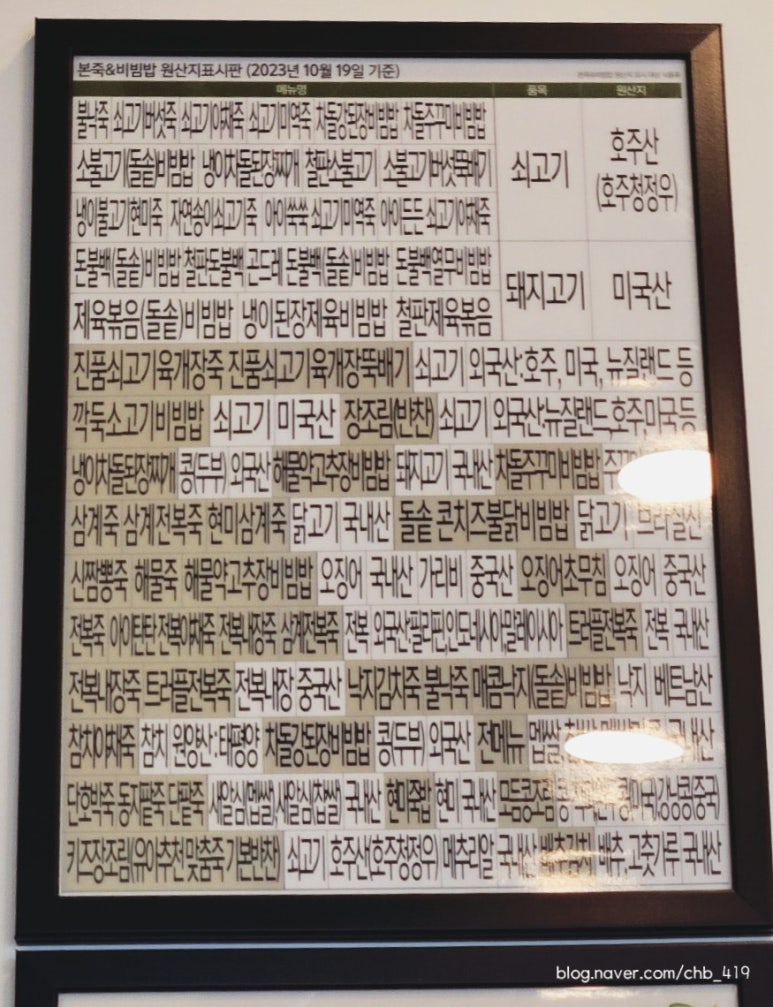 본죽&비빔밥 원산지표시판 (2023년 10월 19일 기준)
메뉴명 품목 원산지
불낙죽 쇠고기버섯죽 쇠고기야채죽 쇠고기미역죽 차돌강된장비빔밥 차돌주꾸미비빔밥
소불고기(돌솥)비빔밥 냉이차돌된장찌개 철판소불고기 소불고기버섯뚝배기
냉이불고기현미죽 자연송이쇠고기죽 아이쑥쑥 쇠고기미역죽 아이든든 쇠고기야채죽
쇠고기 호주산
(호주청정우)
돈불백(돌솥)비빔밥 철판돈불백,곤드레 돈불백(돌솥)비빔밥 돈불백열무비빔밥
제육볶음(돌솥)비빔밥 냉이된장제육비빔밥 철판제육볶음
돼지고기 미국산
진품쇠고기육개장죽 진품쇠고기육개장뚝배기 쇠고기 외국산:호주, 미국, 뉴질랜드 등
깍둑소고기비빔밥 쇠고기 미국산 장조림(반찬) 쇠고기 외국산:뉴질랜드,호주,미국 등
냉이차돌된장찌개 콩(두부) 외국산 해물약고추장비빔밥 돼지고기 국내산 차돌주꾸미비빔밥
삼계죽 삼계전복죽 현미삼계죽 닭고기 국내산 돌솥 콘치즈불닭비빔밥 닭고기 브라질산
신짬뽕죽 해물죽 해물약고추장비빔밥 오징어 국내산 가리비 중국산 오징어초무침 오징어 중국산
전복죽 아이탄탄 전복야채죽 전복내장죽 삼계전복죽 전복 외국산:필리핀,인도네시아,말레이시아 트러플전복죽 전복 국내산
전복내장죽 트러플전복죽 전복내장 중국산 낙지김치죽 불낙죽 매콤낙지(돌솥)비빔밥 낙지 베트남산
참치야채죽 참치 원양산:태평양 차돌강된장비빔밥 콩(두부) 외국산 전메뉴 멥쌀 국내산
단호박죽 동지팥죽 단팥죽 새알심(멥쌀),새알심(찹쌀) 국내산 현미죽밥 현미 국내산 모듬콩조림 콩(미국),강낭콩(중국)
키즈장조림(유아추천 맞춤죽 기본반찬) 쇠고기 호주산(호주청정우) 메추리알 국내산 배추김치 배추,고춧가루 국내산
blog.naver.com/chb_419